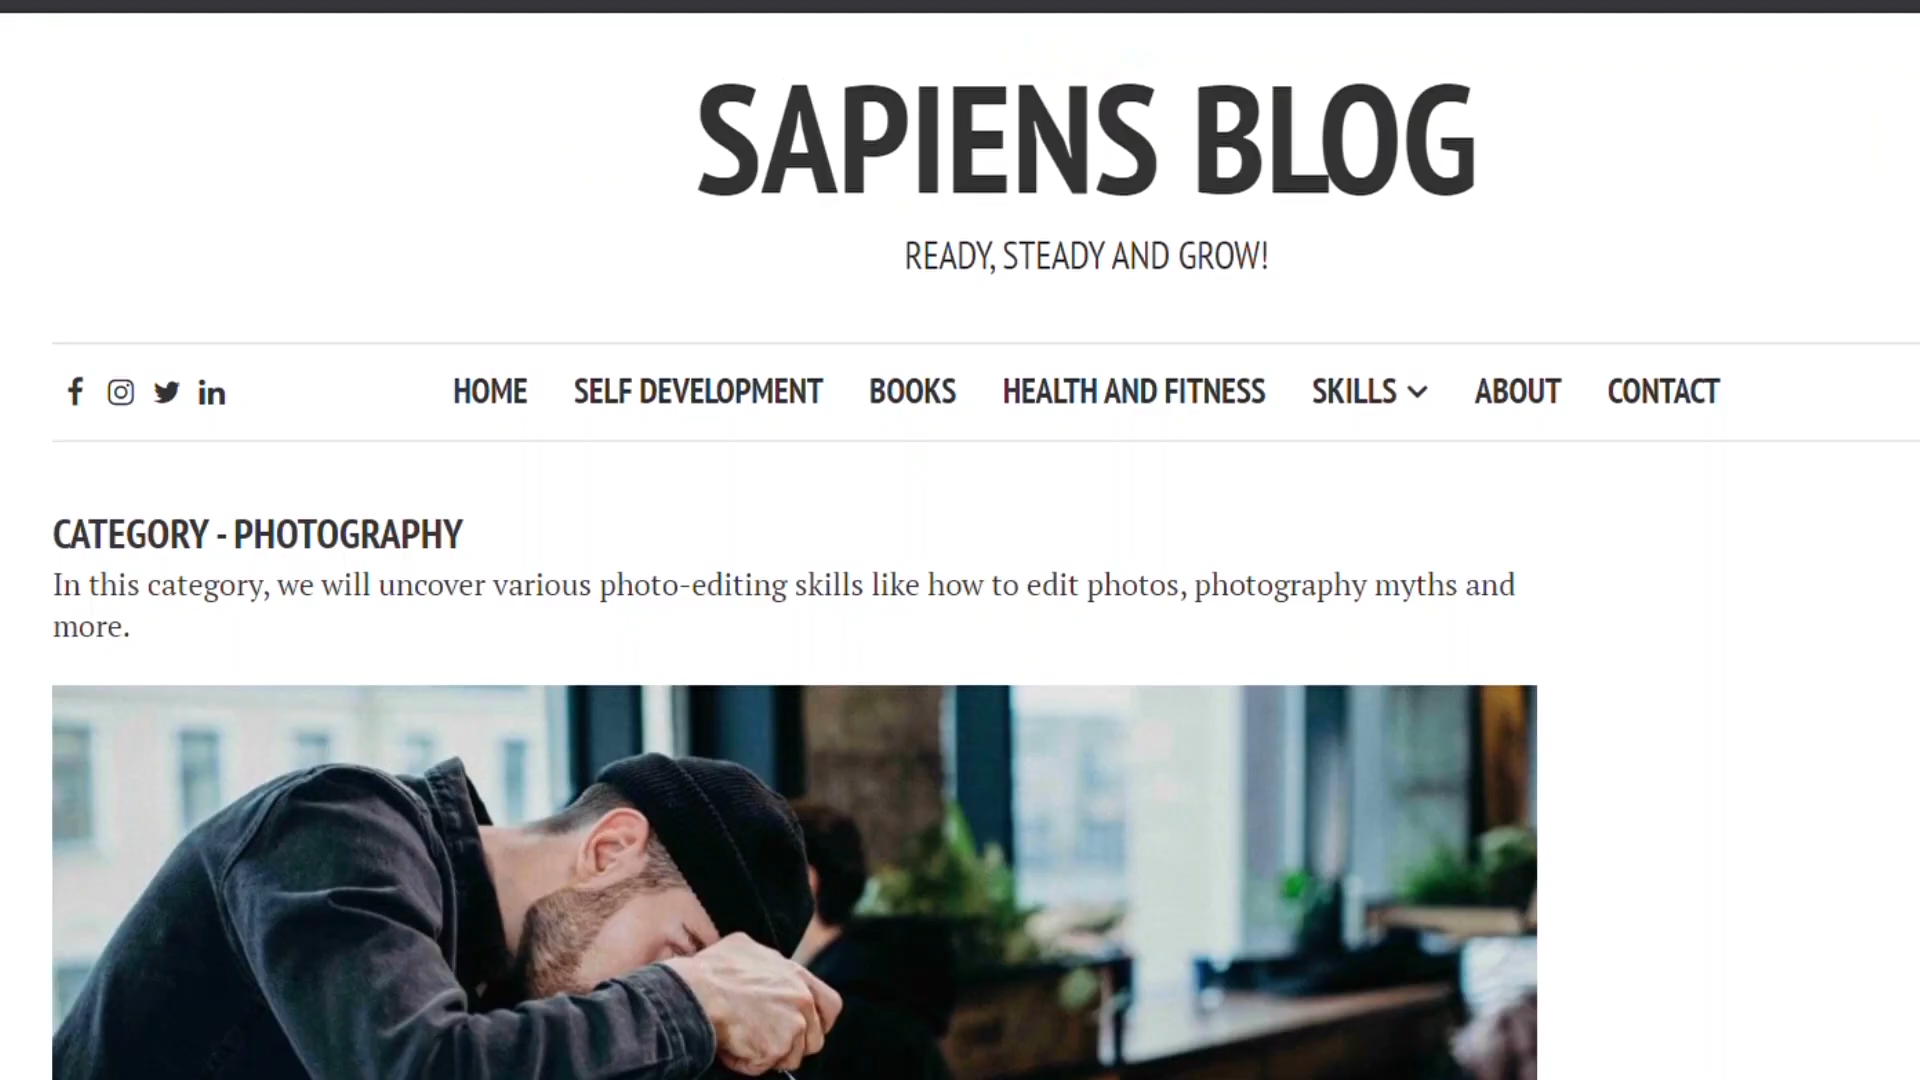 SAPIENS BLOG
READY, STEADY AND GROW!
HOME SELF DEVELOPMENT BOOKS HEALTH AND FITNESS SKILLS ABOUT CONTACT
CATEGORY - PHOTOGRAPHY
In this category, we will uncover various photo-editing skills like how to edit photos, photography myths and
more.